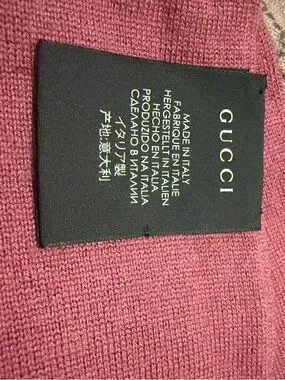 GUCCI
MADE IN ITALY
FABRIQUE EN ITALIE
HERGESTELLT IN ITALIEN
HECHO EN ITALIA
PRODUZIDO NA ITALIA
СДЕЛАНО В ИТАЛИИ
イタリア製
产地:意大利